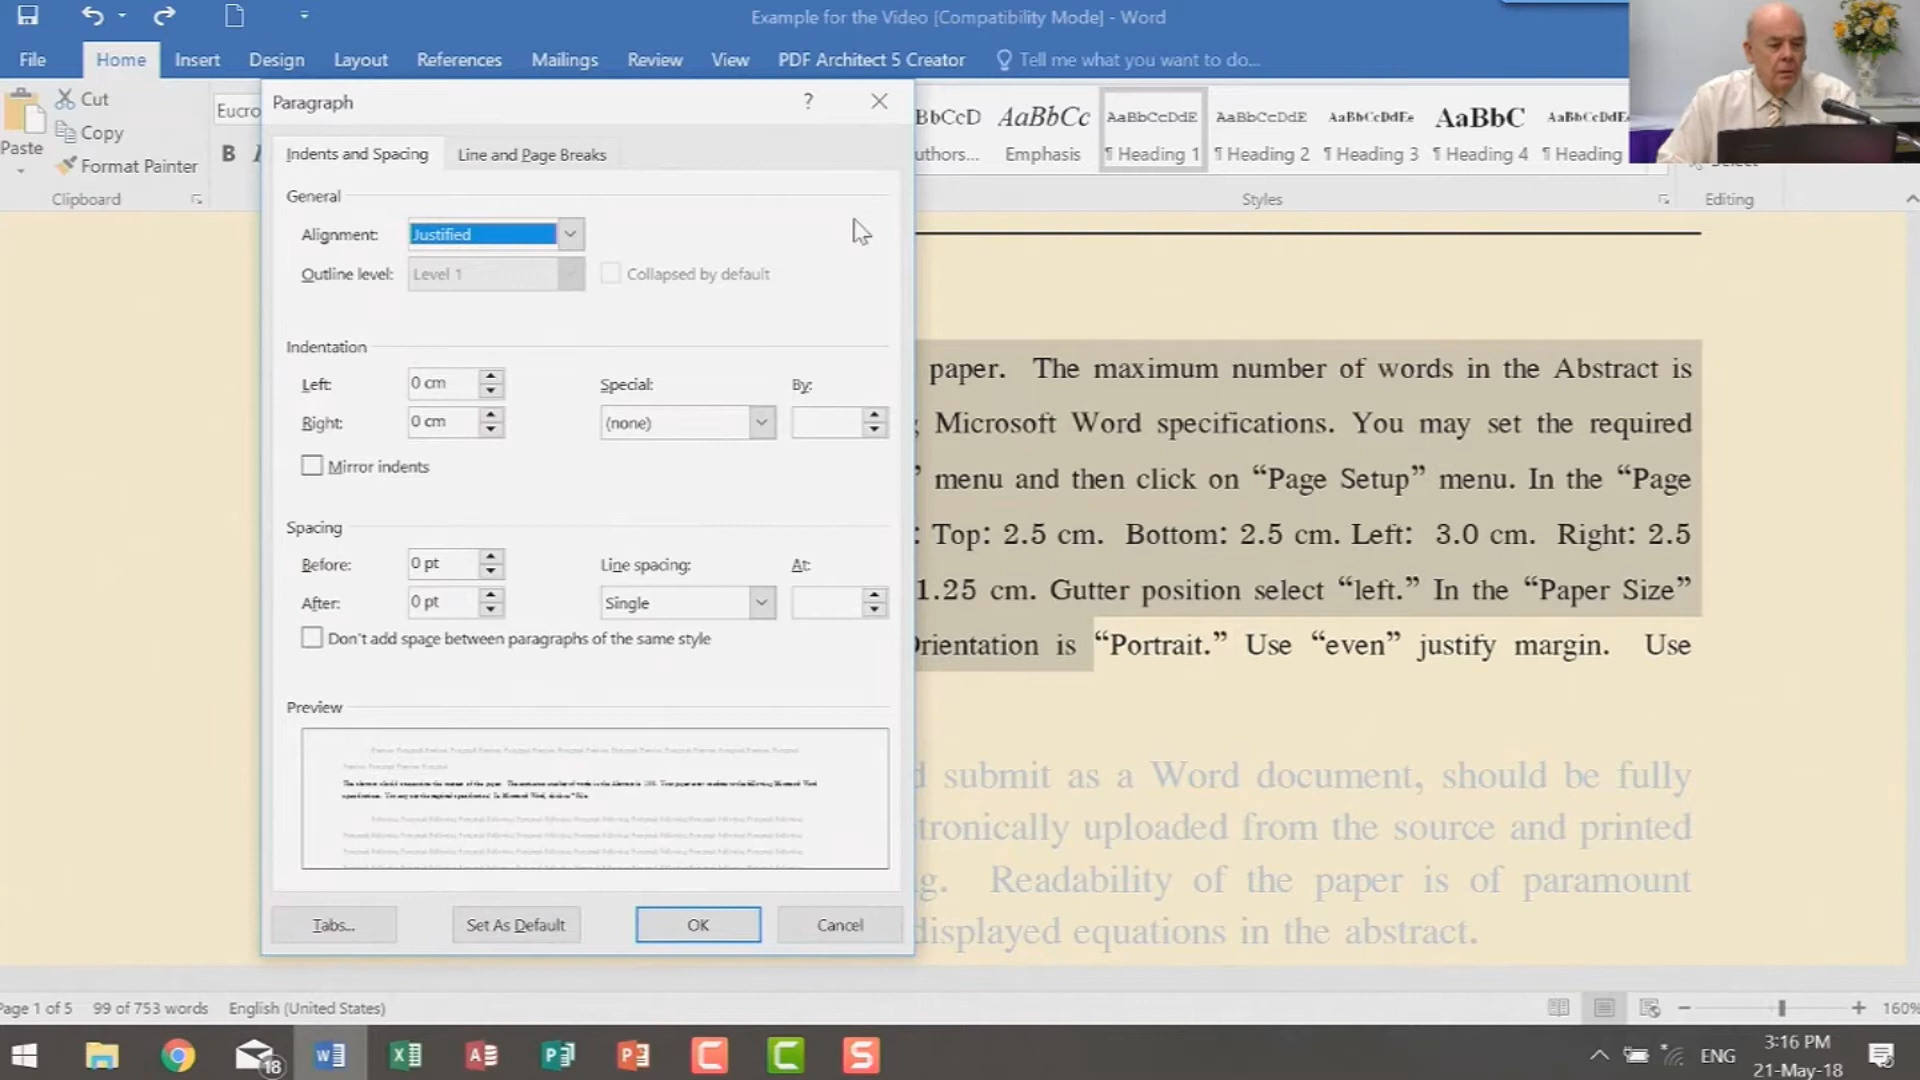 Example for the Video [Compatibility Mode] - Word
File Home Insert Design Layout References Mailings Review View PDF Architect 5 Creator Tell me what you want to do...
Paste
Cut
Copy
Format Painter
Clipboard
Eucro
B
Paragraph ?
Indents and Spacing Line and Page Breaks
General
Alignment: Justified
Outline level: Level 1 Collapsed by default
Indentation
Left: 0 cm Special: By:
Right: 0 cm (none)
Mirror indents
Spacing
Before: 0 pt Line spacing: At:
After: 0 pt Single
Don't add space between paragraphs of the same style
Preview
Tabs... Set As Default OK Cancel
BbCcD AaBbCc AaBbCcDdE AaBbCcDdE AaBbCcDdEe AaBbC AaBbCcDdE
uthors... Emphasis ¶ Heading 1 ¶ Heading 2 ¶ Heading 3 ¶ Heading 4 ¶ Heading
Styles
Editing
paper. The maximum number of words in the Abstract is
Microsoft Word specifications. You may set the required
” menu and then click on “Page Setup” menu. In the “Page
: Top: 2.5 cm. Bottom: 2.5 cm. Left: 3.0 cm. Right: 2.5
1.25 cm. Gutter position select “left.” In the “Paper Size”
rientation is “Portrait.” Use “even” justify margin. Use
d submit as a Word document, should be fully
tronically uploaded from the source and printed
g. Readability of the paper is of paramount
displayed equations in the abstract.
Page 1 of 5 99 of 753 words English (United States) 160%
18
ENG
3:16 PM
21-May-18